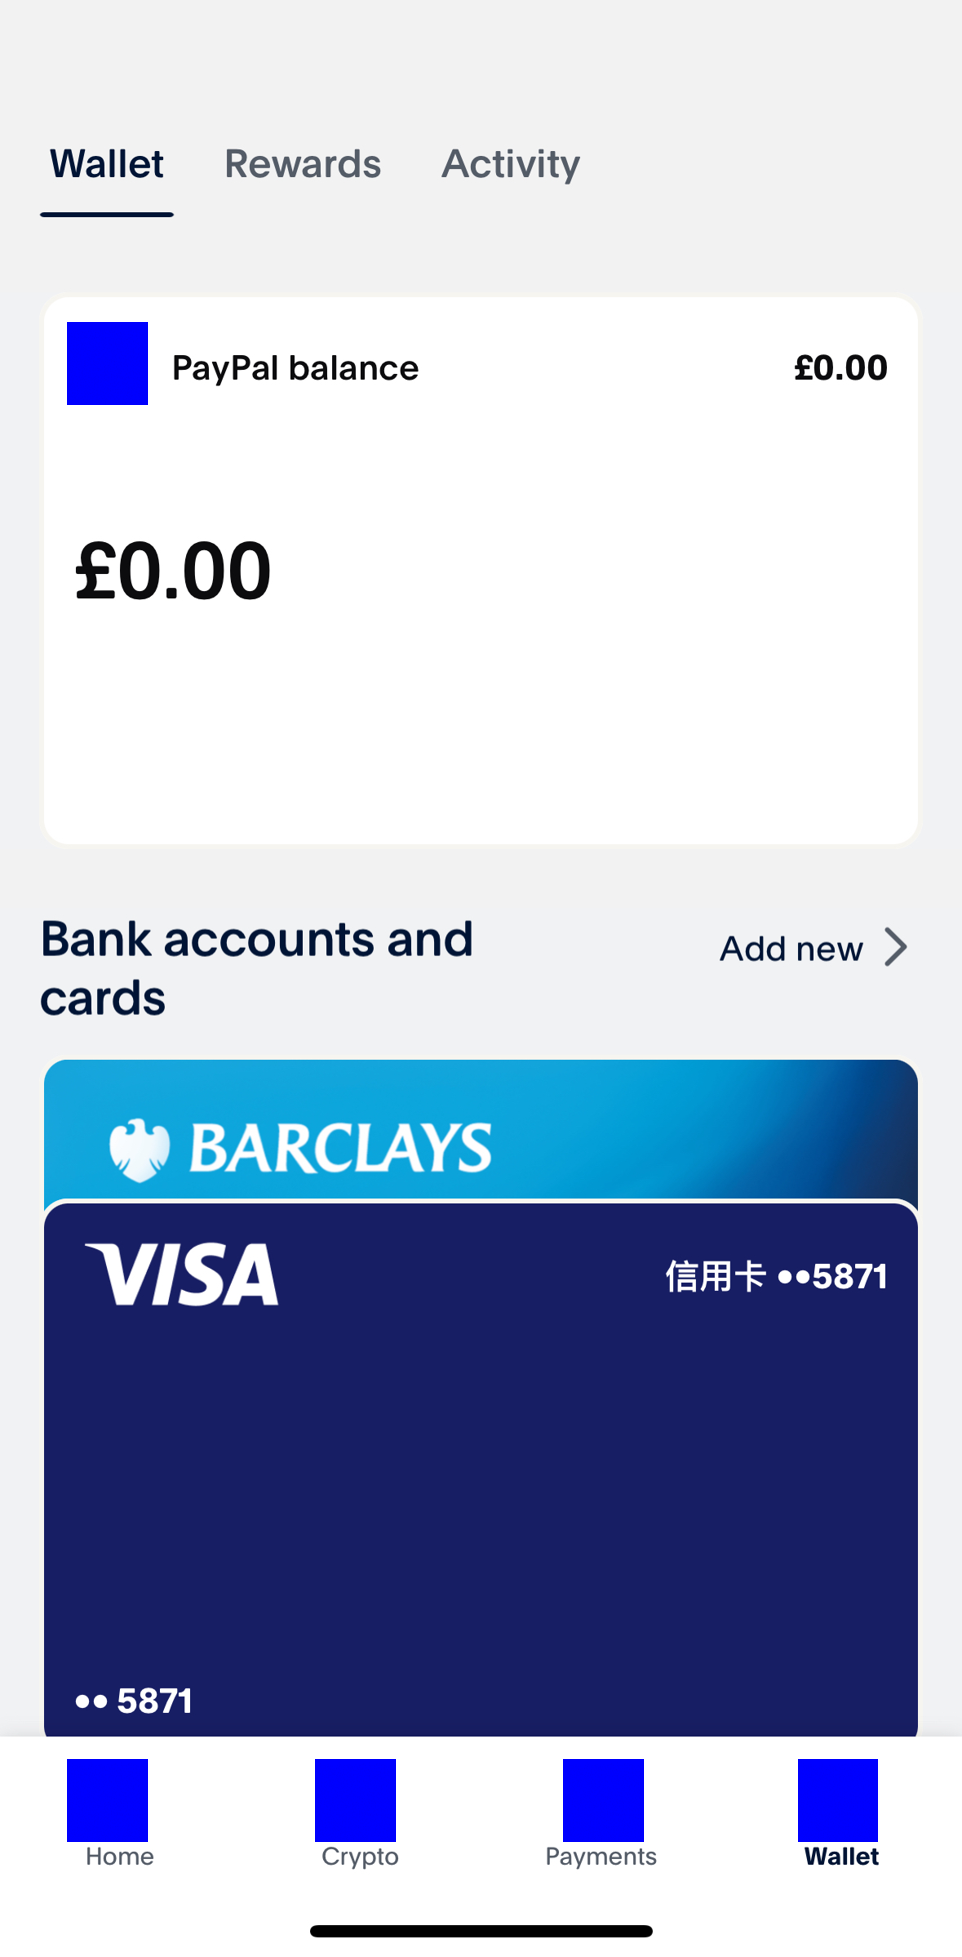 Wallet Rewards Activity
PayPal balance £0.00
£0.00
Bank accounts and
cards
Add new
BARCLAYS
VISA 信用卡 ••5871
•• 5871
Home Crypto Payments Wallet